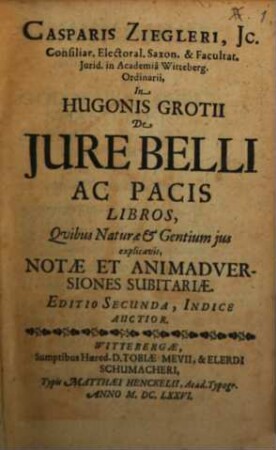 A. 1.
CASPARIS ZIEGLERI, JC.
Consiliar. Electoral. Saxon. & Facultat.
Jurid. in Academiâ Witteberg.
Ordinarii,
In
HUGONIS GROTII
De
JURE BELLI
AC PACIS
LIBROS,
Qvibus Naturæ & Gentium jus
explicavit,
NOTÆ ET ANIMADVER-
SIONES SUBITARIÆ.
EDITIO SECUNDA, INDICE
AUCTIOR.
WITTEBERGÆ,
Sumptibus Hæred. D. TOBIÆ MEVII, & ELERDI
SCHUMACHERI,
Typis MATTHÆI HENCKELII, Acad. Typogr.
ANNO M. DC. LXXVI.